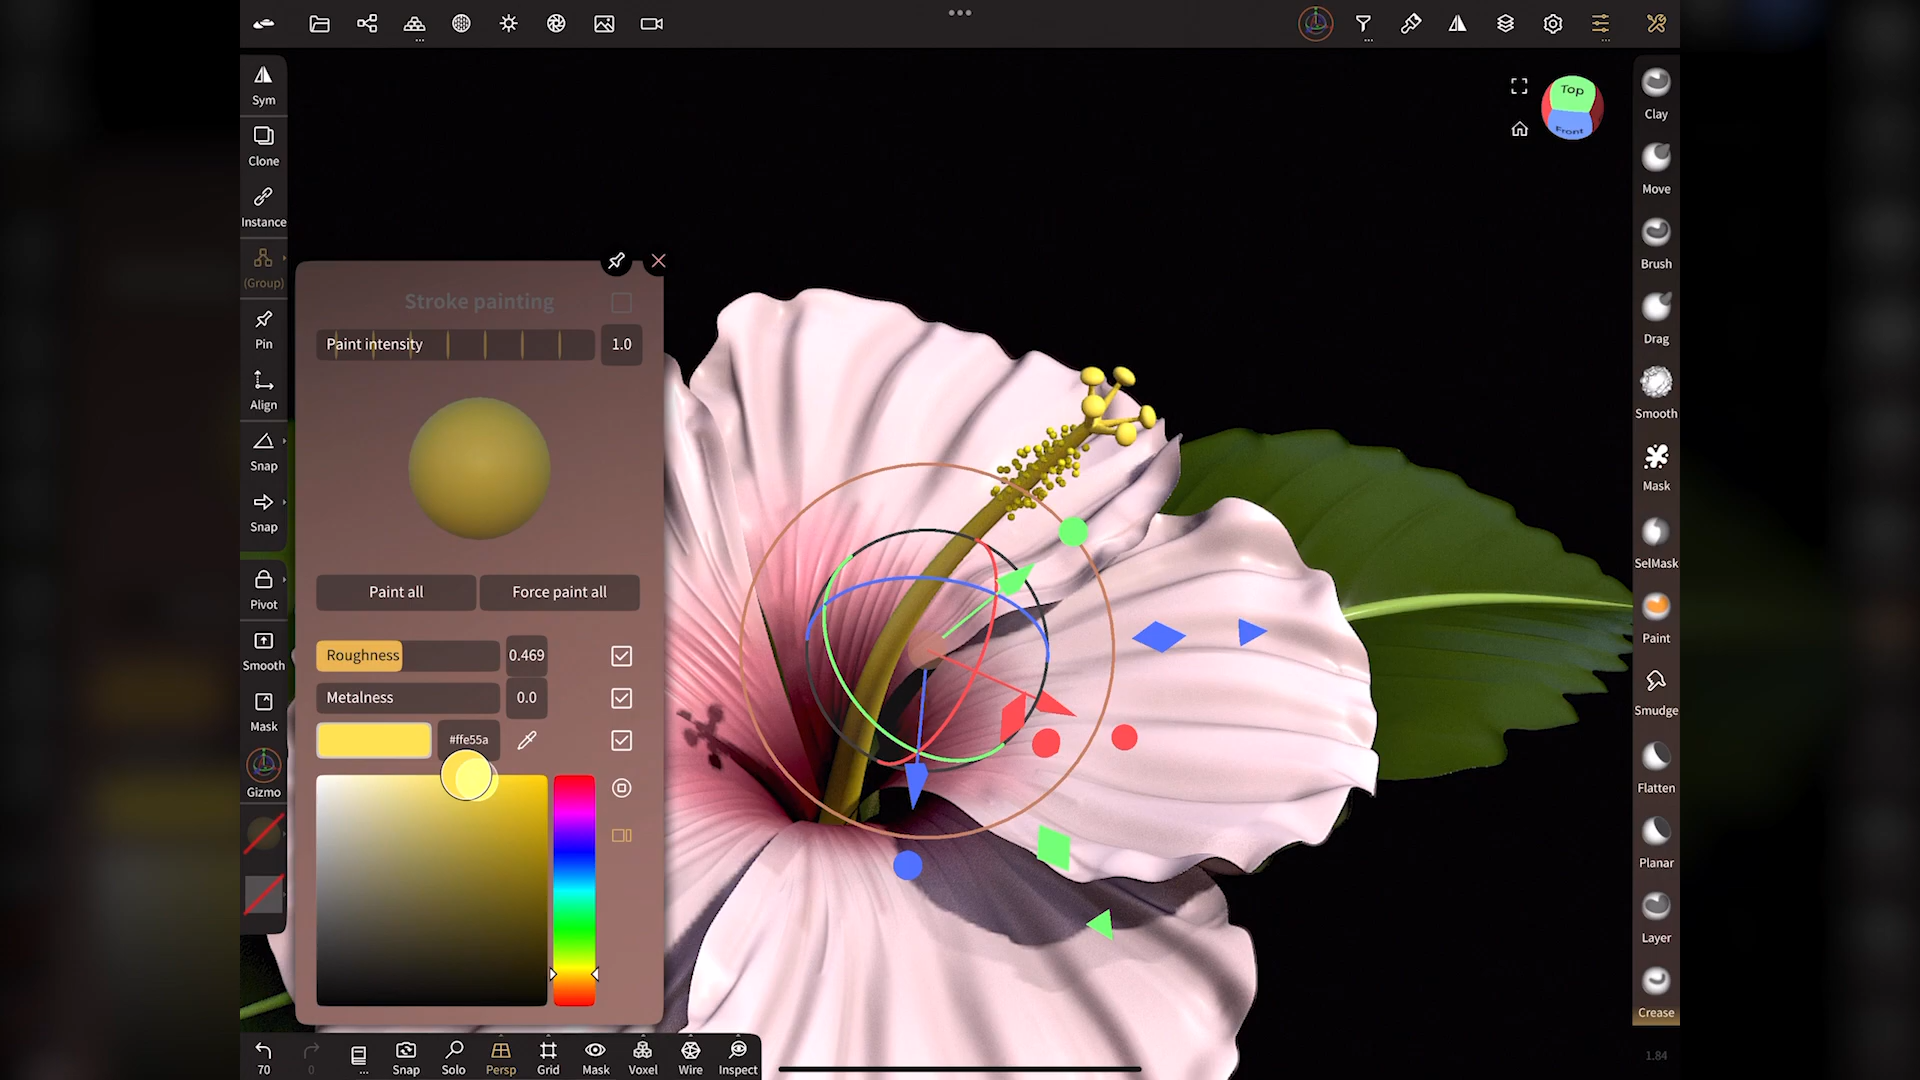 Sym
Clone
Instance
(Group)
Pin
Align
Snap
Snap
Pivot
Smooth
Mask
Gizmo
Stroke painting
Paint intensity 1.0
Paint all Force paint all
Roughness 0.469
Metalness 0.0
#ffe55a
Top
Front
Clay
Move
Brush
Drag
Smooth
Mask
SelMask
Paint
Smudge
Flatten
Planar
Layer
Crease
1.84
70 0 ... Snap Solo Persp Grid Mask Voxel Wire Inspect